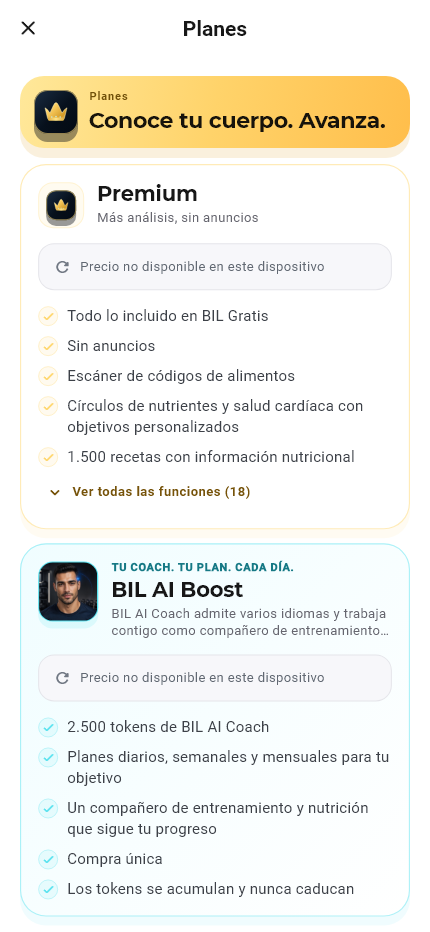 Planes
Planes
Conoce tu cuerpo. Avanza.
Premium
Más análisis, sin anuncios
Precio no disponible en este dispositivo
Todo lo incluido en BIL Gratis
Sin anuncios
Escáner de códigos de alimentos
Círculos de nutrientes y salud cardíaca con
objetivos personalizados
1.500 recetas con información nutricional
Ver todas las funciones (18)
TU COACH. TU PLAN. CADA DÍA.
BIL AI Boost
BIL AI Coach admite varios idiomas y trabaja
contigo como compañero de entrenamiento…
Precio no disponible en este dispositivo
2.500 tokens de BIL AI Coach
Planes diarios, semanales y mensuales para tu
objetivo
Un compañero de entrenamiento y nutrición
que sigue tu progreso
Compra única
Los tokens se acumulan y nunca caducan